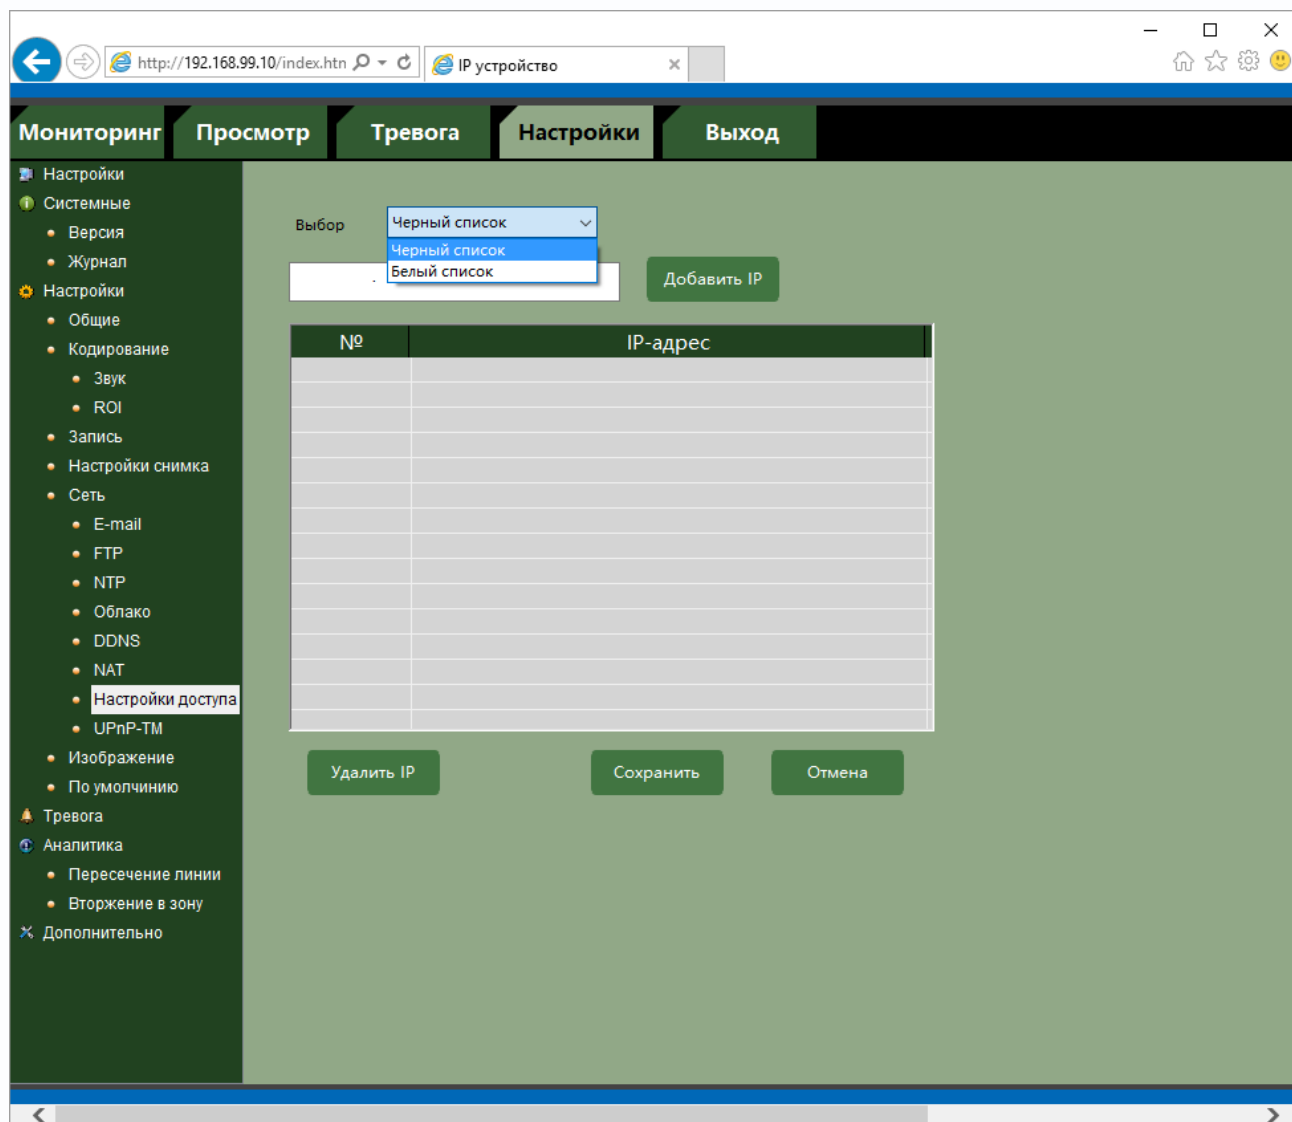 http://192.168.99.10/index.htn
IP устройство
Мониторинг
Просмотр
Тревога
Настройки
Выход
Настройки
Системные
Версия
Журнал
Настройки
Общие
Кодирование
Звук
ROI
Запись
Настройки снимка
Сеть
E-mail
FTP
NTP
Облако
DDNS
NAT
Настройки доступа
UPnP-TM
Изображение
По умолчинию
Тревога
Аналитика
Пересечение линии
Вторжение в зону
Дополнительно
Выбор
Черный список
Черный список
Белый список
Добавить IP
№ IP-адрес
Удалить IP
Сохранить
Отмена